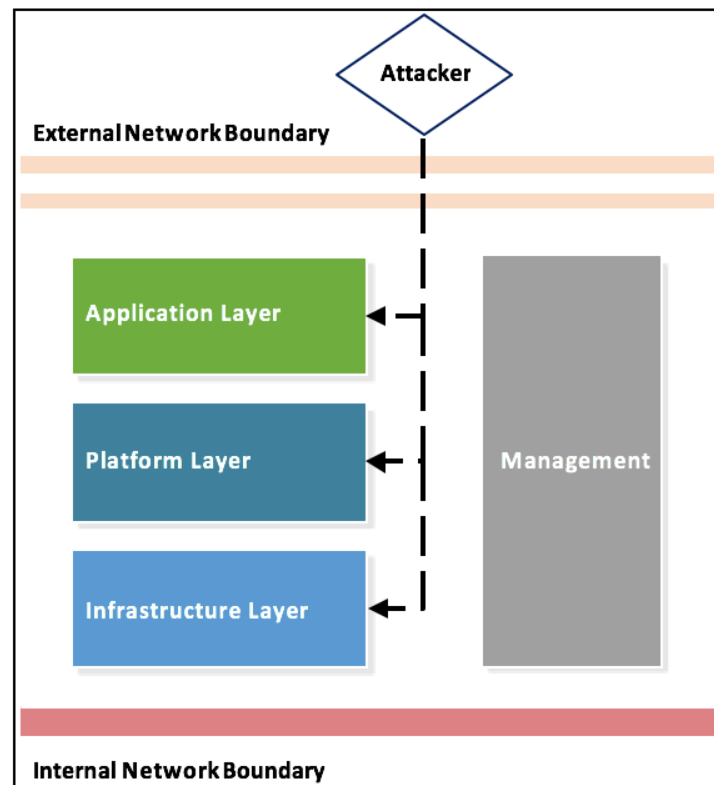 Attacker
External Network Boundary
Application Layer
Platform Layer
Management
Infrastructure Layer
Internal Network Boundary